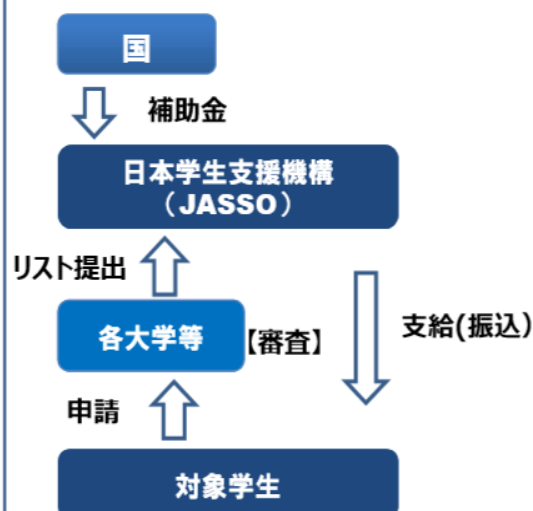 国
補助金
日本学生支援機構
（JASSO）
リスト提出
各大学等
【審査】
支給(振込)
申請
対象学生